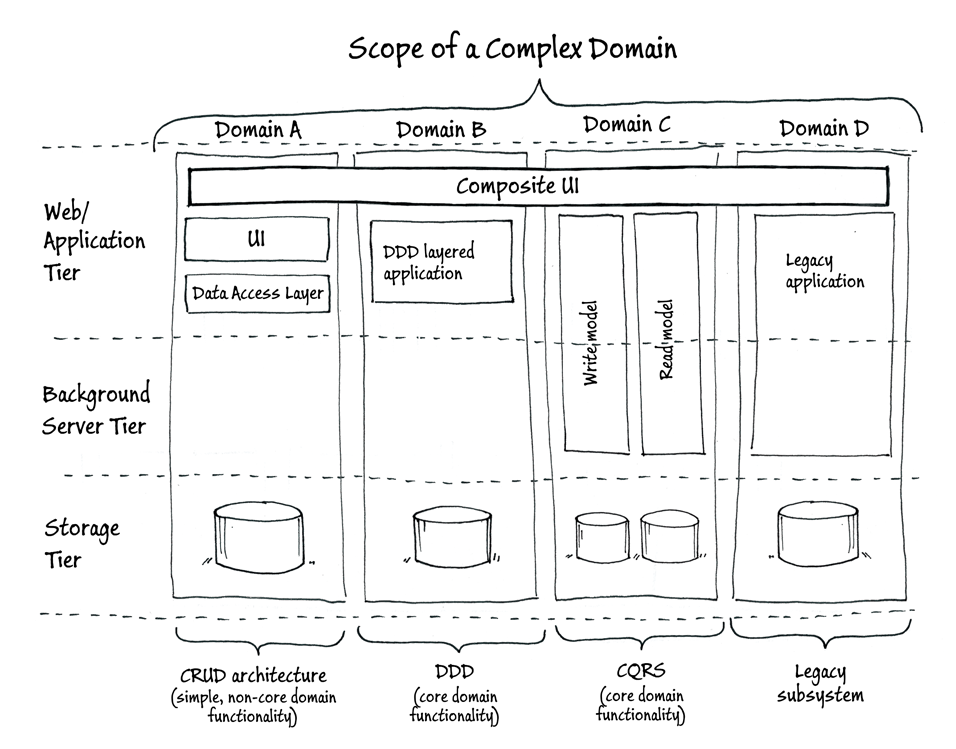 Scope of a Complex Domain
Domain A
Domain B
Domain C
Domain D
Composite UI
Web/
Application
Tier
UI
Data Access Layer
DDD layered
application
Write model
Read model
Legacy
application
Background
Server Tier
Storage
Tier
CRUD architecture
(simple, non-core domain
functionality)
DDD
(core domain
functionality)
CQRS
(core domain
functionality)
Legacy
subsystem